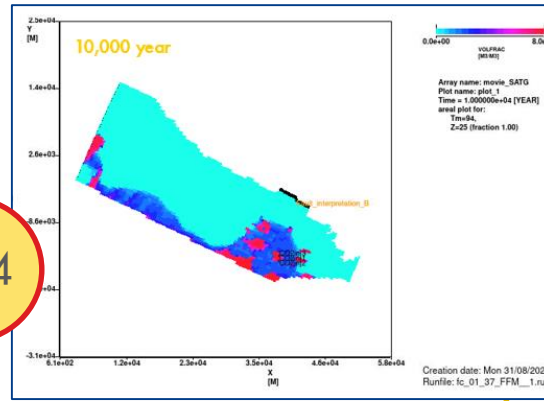 Y
[M]
2.5e+04
10,000 year
1.4e+04
2.6e+03
-8.6e+03
-3.1e+04
6.1e+02 1.2e+04 2.3e+04 3.5e+04 4.6e+04 5.8e+04
X
[M]
4
0.0e+00 8.0e
VOLFRAC
[M3/M3]
Array name: movie_SATG
Plot name: plot_1
Time = 1.000000e+04 [YEAR]
areal plot for:
Tm=94,
Z=25 (fraction 1.00)
_interpretation_B
Creation date: Mon 31/08/202
Runfile: fc_01_37_FFM__1.ru